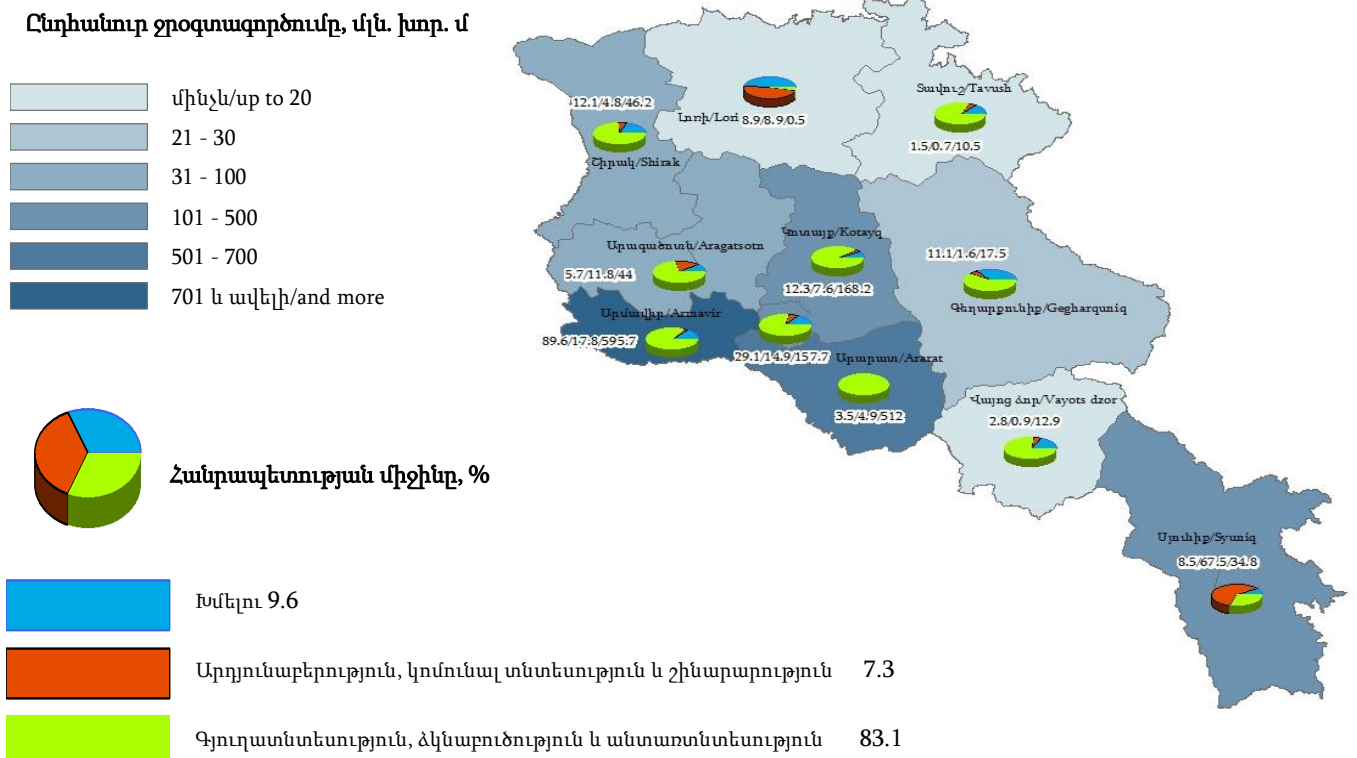 Ընդհանուր ջրօգտագործումը, մլն. խոր. մ
մինչև/up to 20
21 - 30
31 - 100
101 - 500
501 - 700
701 և ավելի/and more
12.1/4.8/46.2
Շիրակ/Shirak
Լոռի/Lori 8.9/8.9/0.5
Տավուշ/Tavush
1.5/0.7/10.5
Արագածոտն/Aragatsotn
5.7/11.8/44
Կոտայք/Kotayq
12.3/7.6/168.2
11.1/1.6/17.5
Գեղարքունիք/Gegharquniq
Արմավիր/Armavir
89.6/17.8/595.7
29.1/14.9/157.7
Արարատ/Ararat
3.5/4.9/512
Վայոց ձոր/Vayots dzor
2.8/0.9/12.9
Սյունիք/Syuniq
8.5/67.5/34.8
Հանրապետության միջինը, %
Խմելու 9.6
Արդյունաբերություն, կոմունալ տնտեսություն և շինարարություն 7.3
Գյուղատնտեսություն, ձկնաբուծություն և անտառտնտեսություն 83.1